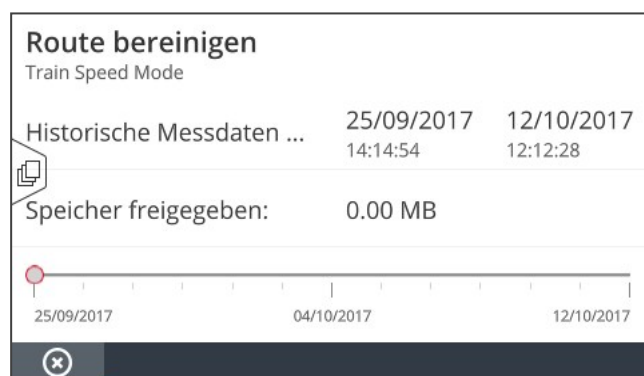 Route bereinigen
Train Speed Mode
Historische Messdaten ... 25/09/2017 12/10/2017
14:14:54 12:12:28
Speicher freigegeben: 0.00 MB
25/09/2017 04/10/2017 12/10/2017